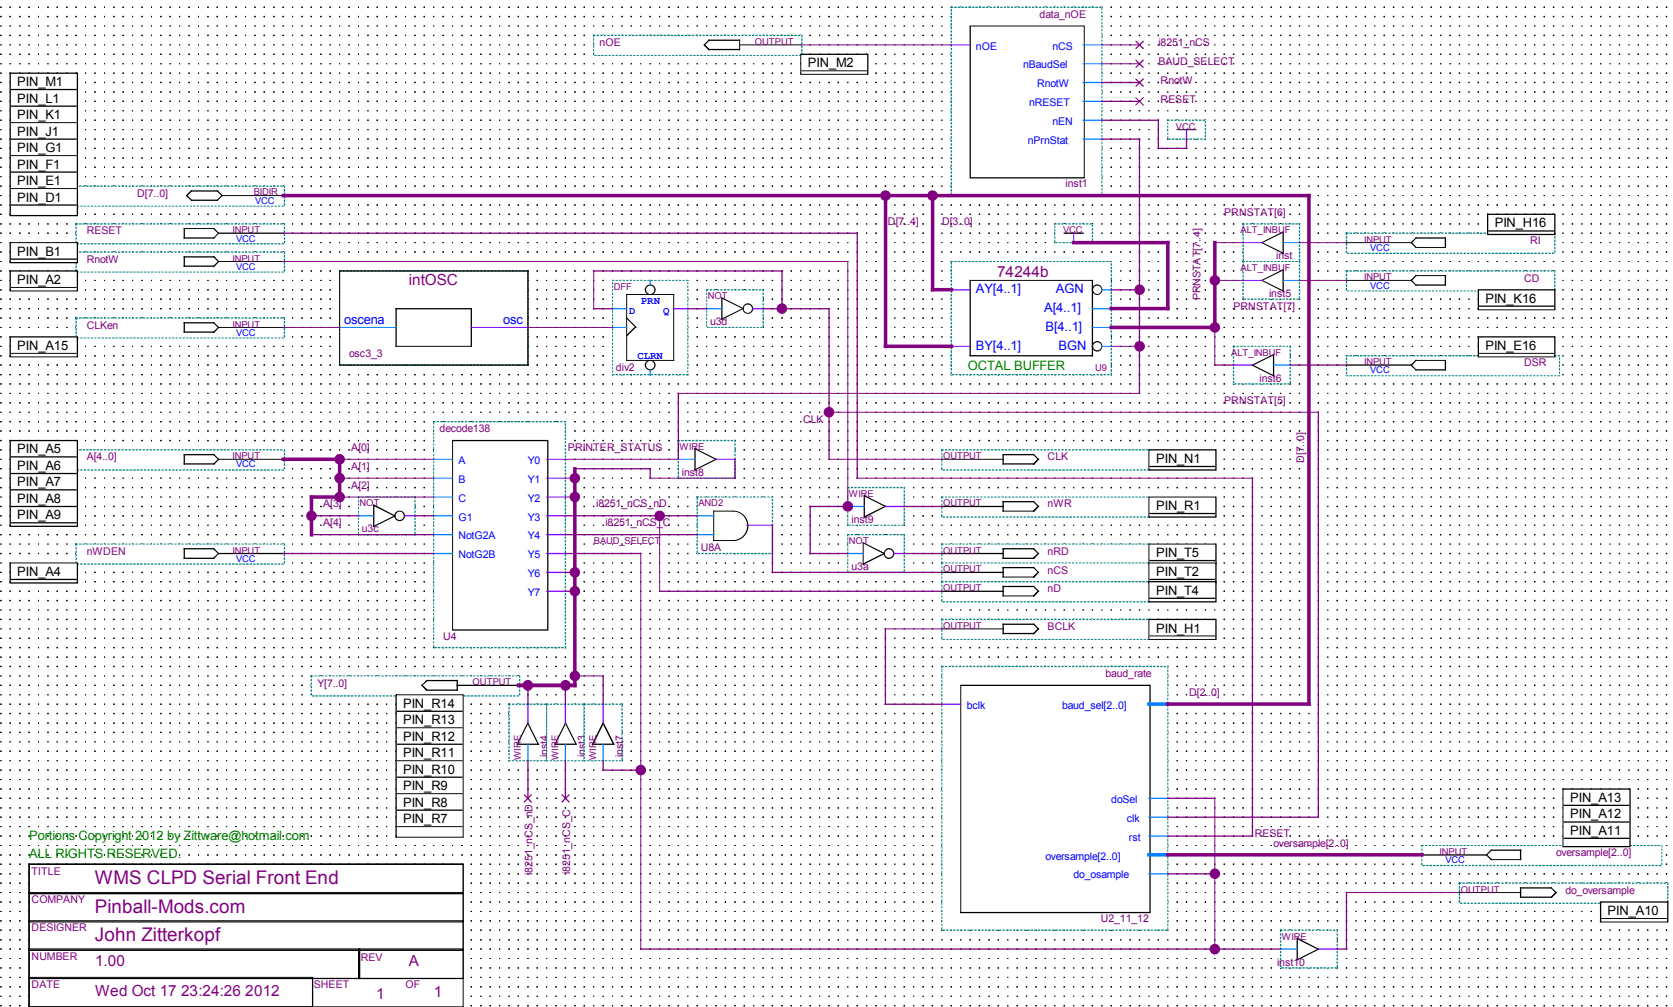 data_nOE
nOE
OUTPUT
PIN_M2
nOE
nCS
nBaudSel
RnotW
nRESET
nEN
nPrnStat
inst1
i8251_nCS
BAUD_SELECT
RnotW
RESET
VCC
PIN_M1
PIN_L1
PIN_K1
PIN_J1
PIN_G1
PIN_F1
PIN_E1
PIN_D1
D[7..0]
BIDIR
VCC
RESET
INPUT
VCC
PIN_B1
RnotW
INPUT
VCC
PIN_A2
CLKen
INPUT
VCC
PIN_A15
intOSC
oscena
osc
osc3_3
DFF
PRN
D
Q
CLRN
div2
NOT
u3d
D[7..4]
D[3..0]
VCC
74244b
AY[4..1]
AGN
A[4..1]
B[4..1]
BY[4..1]
BGN
OCTAL BUFFER
U9
PRNSTAT[7..4]
PRNSTAT[6]
ALT_INBUF
inst
ALT_INBUF
inst5
PRNSTAT[7]
ALT_INBUF
inst6
PRNSTAT[5]
PIN_H16
INPUT
VCC
RI
INPUT
VCC
CD
PIN_K16
PIN_E16
INPUT
VCC
DSR
D[7..0]
CLK
PIN_A5
PIN_A6
PIN_A7
PIN_A8
PIN_A9
A[4..0]
INPUT
VCC
nWDEN
INPUT
VCC
PIN_A4
A[0]
A[1]
A[2]
A[3]
A[4]
NOT
u3c
decode138
A
B
C
G1
NotG2A
NotG2B
Y0
Y1
Y2
Y3
Y4
Y5
Y6
Y7
U4
PRINTER_STATUS
WIRE
inst8
i8251_nCS_nD
i8251_nCS_C
BAUD_SELECT
AND2
U8A
WIRE
inst9
NOT
u3a
OUTPUT
CLK
PIN_N1
OUTPUT
nWR
PIN_R1
OUTPUT
nRD
PIN_T5
OUTPUT
nCS
PIN_T2
OUTPUT
nD
PIN_T4
OUTPUT
BCLK
PIN_H1
Y[7..0]
OUTPUT
PIN_R14
PIN_R13
PIN_R12
PIN_R11
PIN_R10
PIN_R9
PIN_R8
PIN_R7
WIRE
inst4
WIRE
inst3
WIRE
inst7
i8251_nCS_nD
i8251_nCS_C
baud_rate
bclk
baud_sel[2..0]
D[2..0]
doSel
clk
rst
oversample[2..0]
do_osample
U2_11_12
RESET
oversample[2..0]
PIN_A13
PIN_A12
PIN_A11
INPUT
VCC
oversample[2..0]
OUTPUT
do_oversample
PIN_A10
WIRE
inst10
Portions Copyright 2012 by Zittware@hotmail.com
ALL RIGHTS RESERVED.
TITLE WMS CLPD Serial Front End
COMPANY Pinball-Mods.com
DESIGNER John Zitterkopf
NUMBER 1.00 REV A
DATE Wed Oct 17 23:24:26 2012 SHEET 1 OF 1